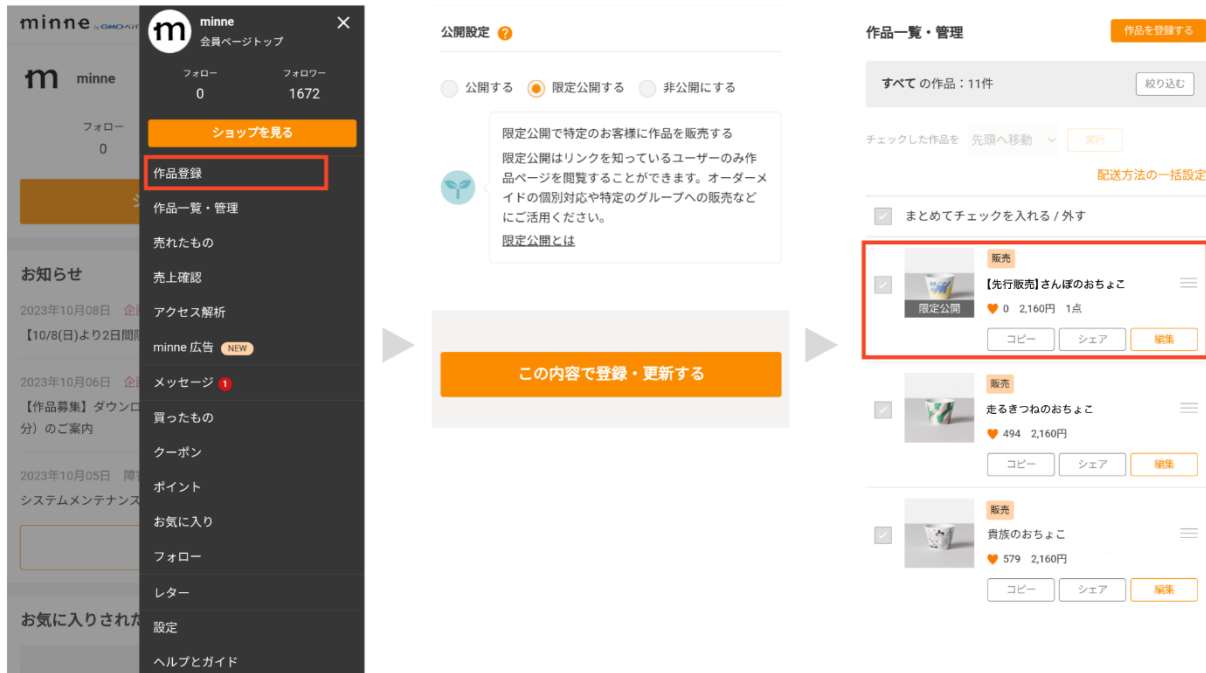 minne by GMOペパ
minne
フォロー
0
お知らせ
2023年10月08日
【10/8(日)より2日間限
2023年10月06日
【作品募集】ダウンロ
分）のご案内
2023年10月05日
システムメンテナンス
お気に入りされた
minne
会員ページトップ
フォロー
フォロワー
0
1672
ショップを見る
作品登録
作品一覧・管理
売れたもの
売上確認
アクセス解析
minne 広告 NEW
メッセージ 1
買ったもの
クーポン
ポイント
お気に入り
フォロー
レター
設定
ヘルプとガイド
公開設定 ?
公開する 限定公開する 非公開にする
限定公開で特定のお客様に作品を販売する
限定公開はリンクを知っているユーザーのみ作
品ページを閲覧することができます。オーダーメ
イドの個別対応や特定のグループへの販売など
にご活用ください。
限定公開とは
この内容で登録・更新する
作品一覧・管理
作品を登録する
すべて の作品：11件
絞り込む
チェックした作品を 先頭へ移動 実行
配送方法の一括設定
まとめてチェックを入れる / 外す
販売
【先行販売】さんぽのおちょこ
限定公開
0 2,160円 1点
コピー シェア 編集
販売
走るきつねのおちょこ
494 2,160円
コピー シェア 編集
販売
貴族のおちょこ
579 2,160円
コピー シェア 編集